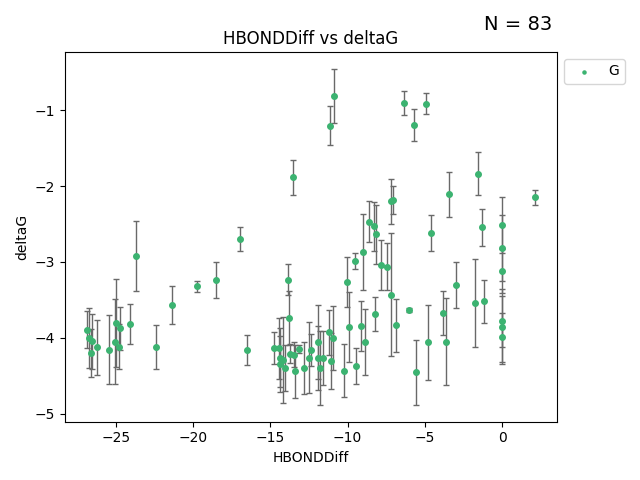 N = 83
HBONDDiff vs deltaG
G
deltaG
−1
−2
−3
−4
−5
−25
−20
−15
−10
−5
0
HBONDDiff